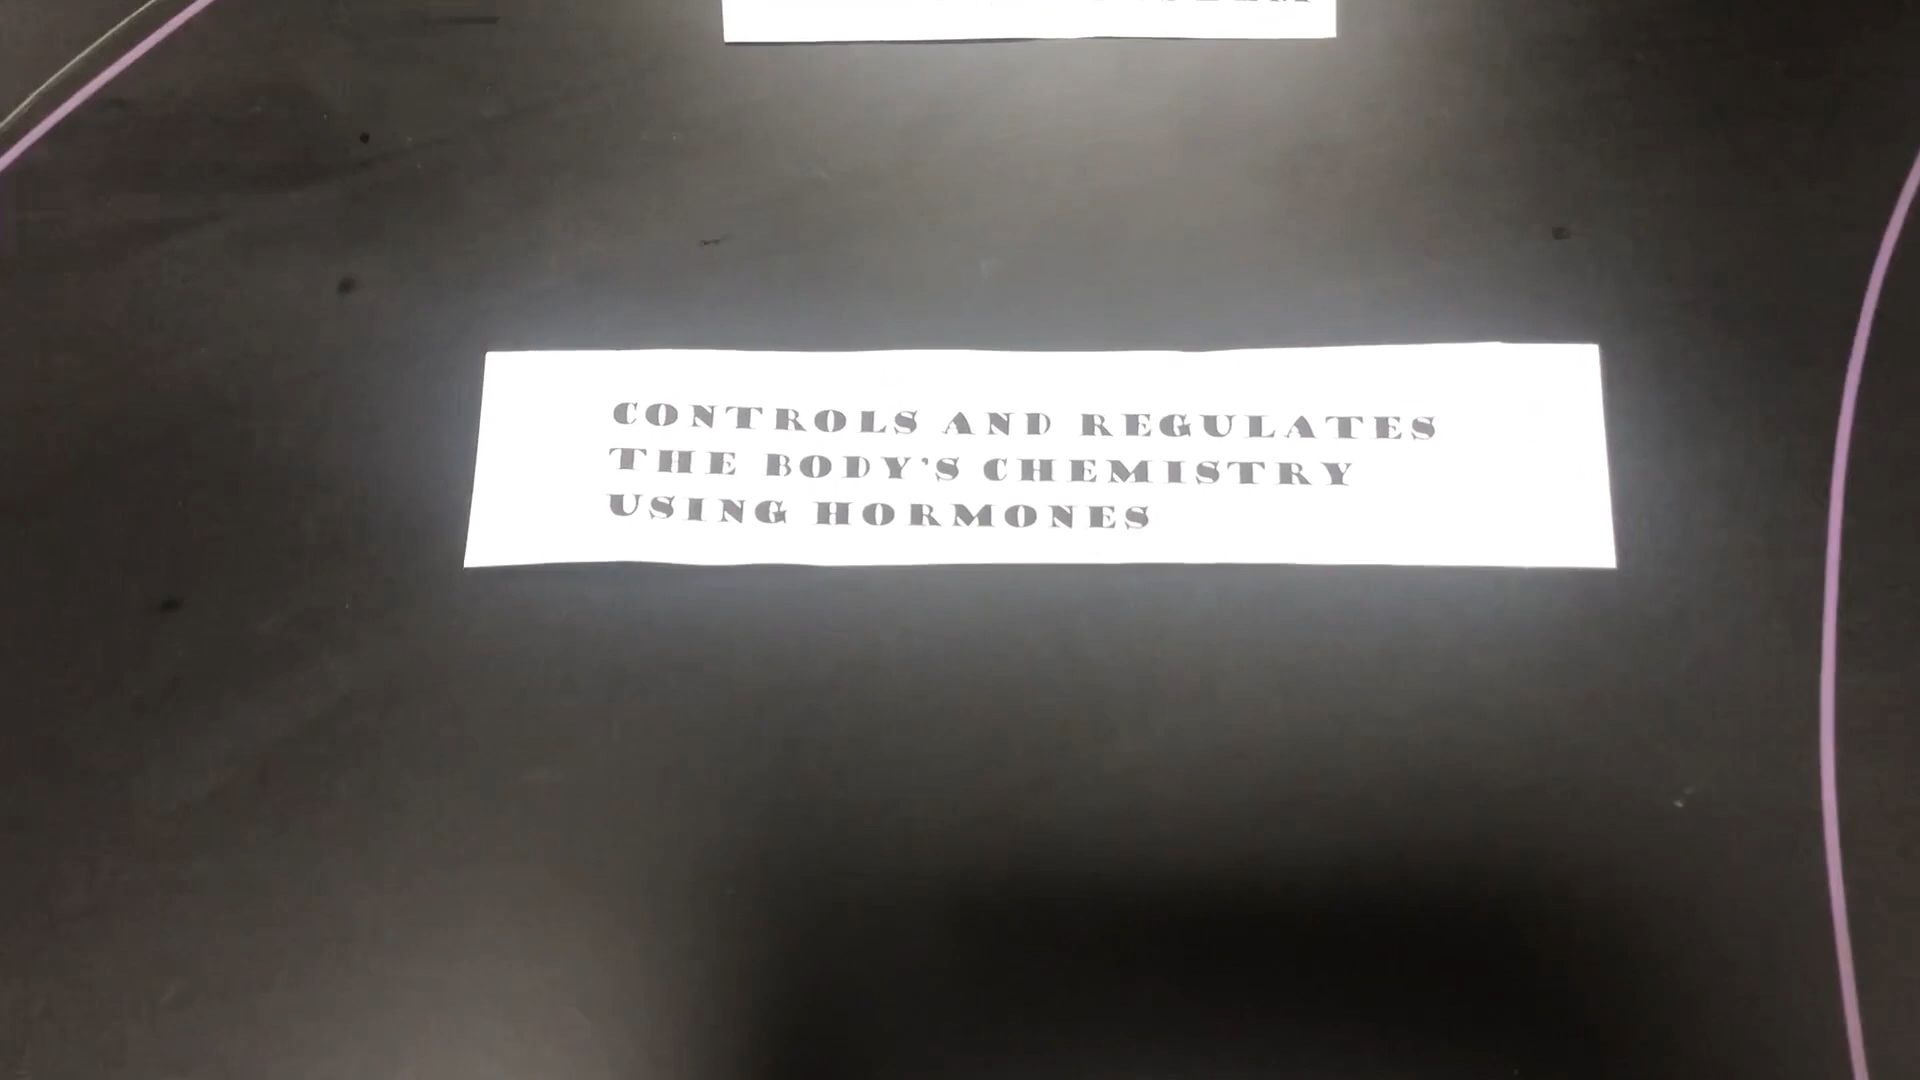 CONTROLS AND REGULATES
THE BODY'S CHEMISTRY
USING HORMONES